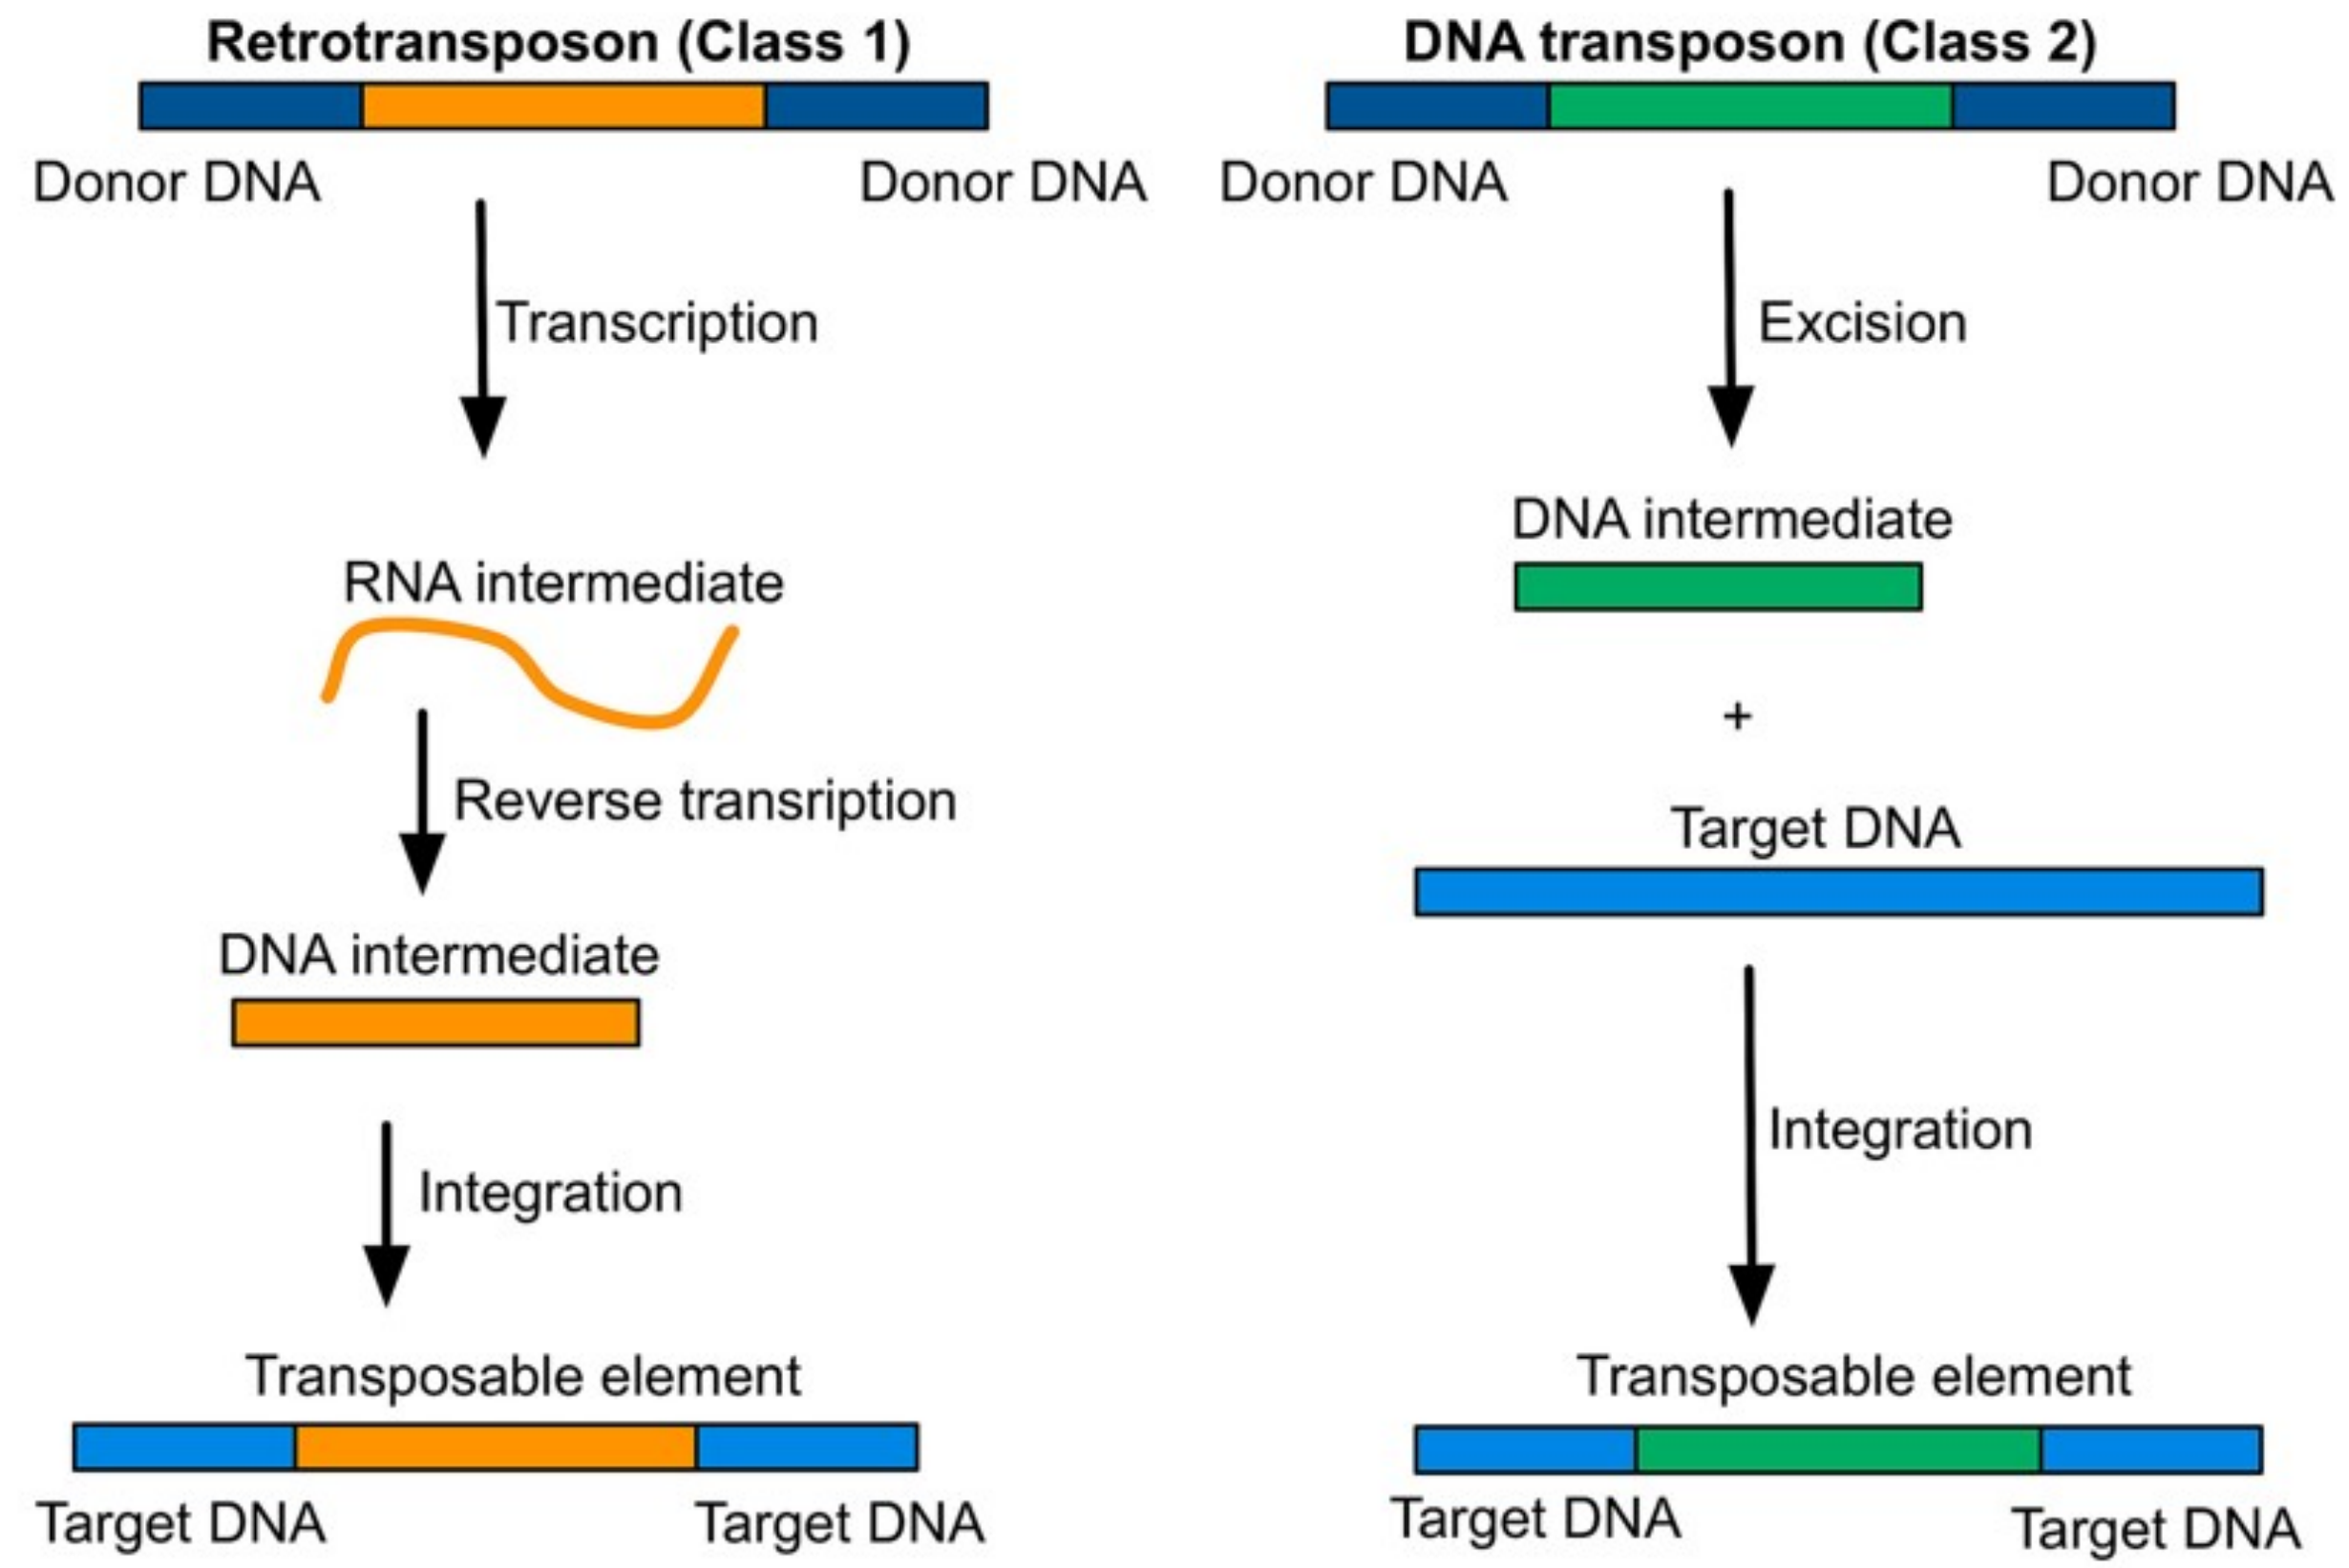 Retrotransposon (Class 1)
Donor DNA
Donor DNA
Transcription
RNA intermediate
Reverse transription
DNA intermediate
Integration
Transposable element
Target DNA
Target DNA
DNA transposon (Class 2)
Donor DNA
Donor DNA
Excision
DNA intermediate
+
Target DNA
Integration
Transposable element
Target DNA
Target DNA